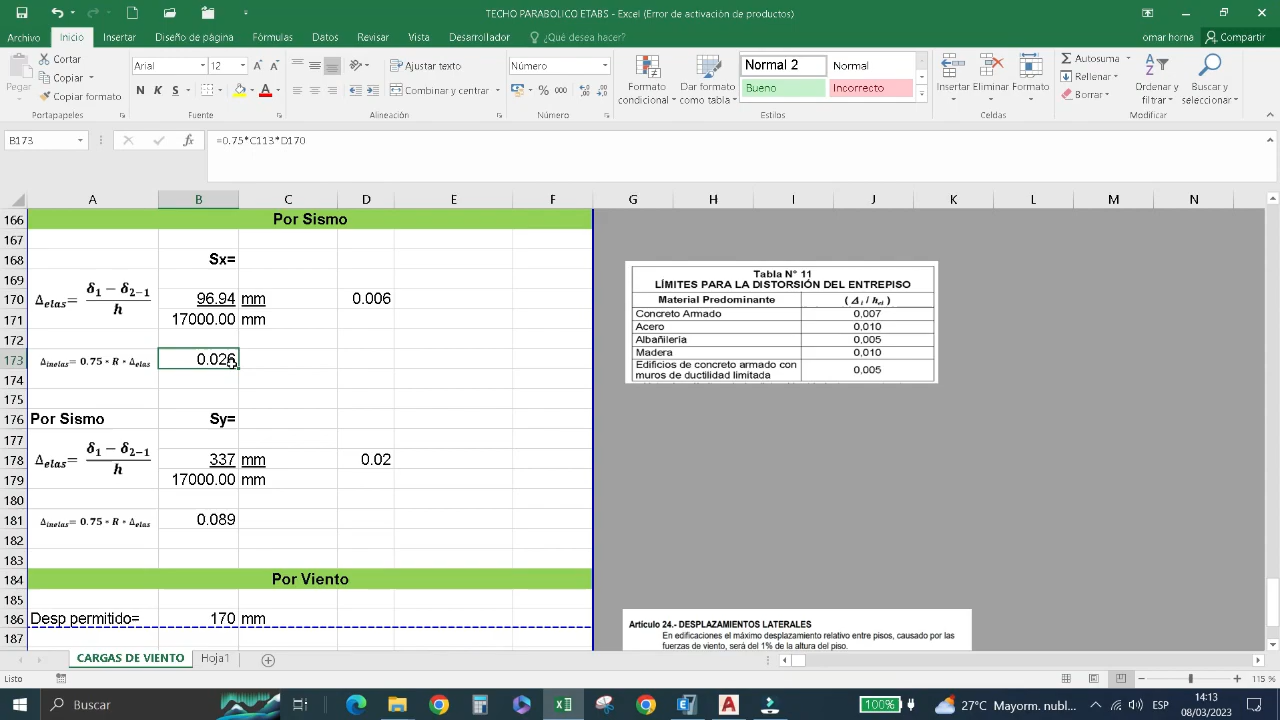 TECHO PARABOLICO ETABS - Excel (Error de activación de productos)
Archivo Inicio Insertar Diseño de página Fórmulas Datos Revisar Vista Desarrollador ¿Qué desea hacer? omar horna Compartir
Pegar
Cortar
Copiar
Copiar formato
Portapapeles
Arial 12
N K S
Fuente
Ajustar texto
Combinar y centrar
Alineación
Número
% 000
Número
Formato condicional
Dar formato como tabla
Normal 2 Normal
Bueno Incorrecto
Estilos
Insertar Eliminar Formato
Celdas
Autosuma
Rellenar
Borrar
Ordenar y filtrar
Buscar y seleccionar
Modificar
B173 fx =0.75*C113*D170
A B C D E F G H I J K L M N
166 Por Sismo
167
168 Sx=
169
170 Δelas= (δ1 − δ2−1)/h 96.94 mm 0.006
171 17000.00 mm
172
173 Δinelas= 0.75 * R * Δelas 0.026
174
175
176 Por Sismo Sy=
177
178 Δelas= (δ1 − δ2−1)/h 337 mm 0.02
179 17000.00 mm
180
181 Δinelas= 0.75 * R * Δelas 0.089
182
183
184 Por Viento
185
186 Desp permitido= 170 mm
187
Tabla N° 11
LÍMITES PARA LA DISTORSIÓN DEL ENTREPISO
Material Predominante ( Δi / hei )
Concreto Armado 0,007
Acero 0,010
Albañilería 0,005
Madera 0,010
Edificios de concreto armado con muros de ductilidad limitada 0,005
Artículo 24.- DESPLAZAMIENTOS LATERALES
En edificaciones el máximo desplazamiento relativo entre pisos, causado por las
fuerzas de viento, será del 1% de la altura del piso.
CARGAS DE VIENTO Hoja1
Listo 115 %
Buscar
100% 27°C Mayorm. nubl... ESP 14:13
08/03/2023